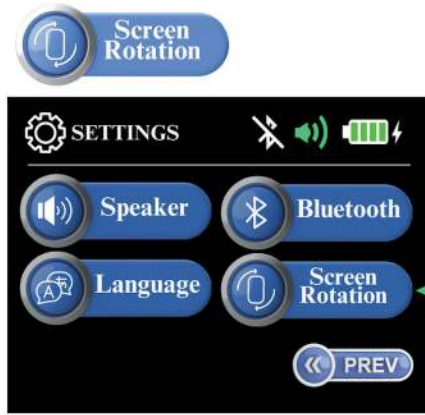 Screen
Rotation
SETTINGS
Speaker
Bluetooth
Language
Screen
Rotation
PREV